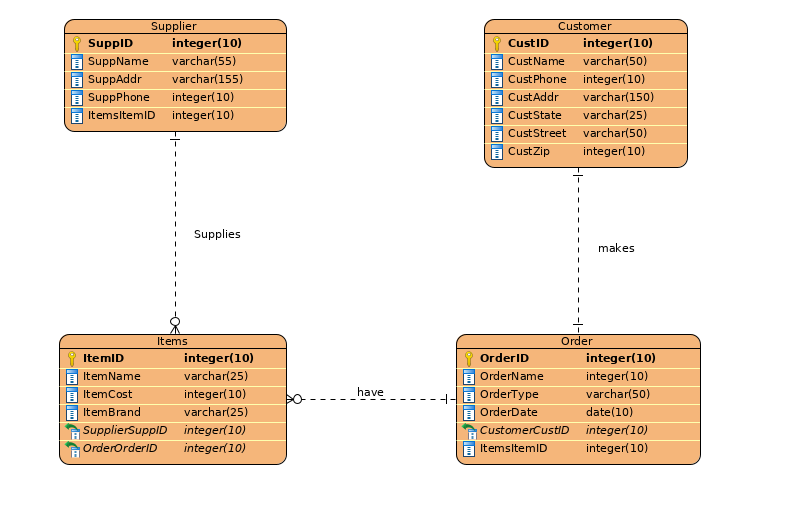 Supplier
SuppID integer(10)
SuppName varchar(55)
SuppAddr varchar(155)
SuppPhone integer(10)
ItemsItemID integer(10)
Customer
CustID integer(10)
CustName varchar(50)
CustPhone integer(10)
CustAddr varchar(150)
CustState varchar(25)
CustStreet varchar(50)
CustZip integer(10)
Supplies
makes
Items
ItemID integer(10)
ItemName varchar(25)
ItemCost integer(10)
ItemBrand varchar(25)
SupplierSuppID integer(10)
OrderOrderID integer(10)
have
Order
OrderID integer(10)
OrderName integer(10)
OrderType varchar(50)
OrderDate date(10)
CustomerCustID integer(10)
ItemsItemID integer(10)